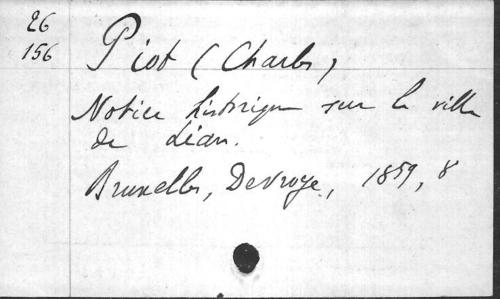 26
156
Piot (Charles)
Notice historique sur la ville
de Léau.
Bruxelles, Devroye, 1859, 8